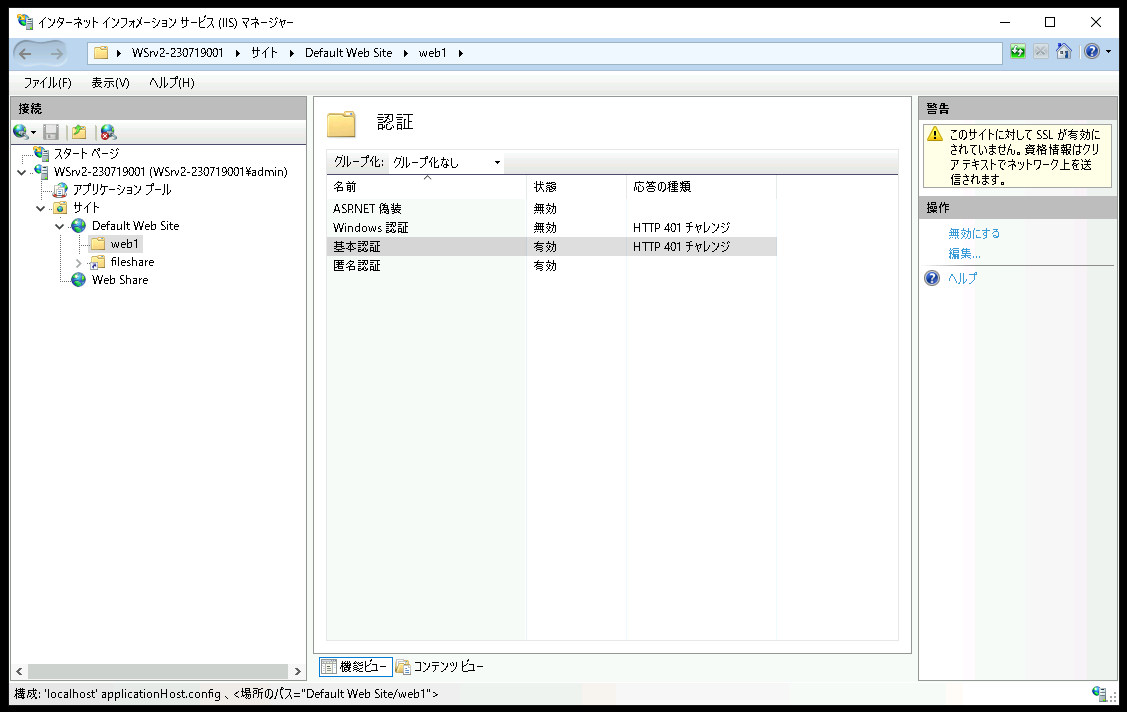 インターネット インフォメーション サービス (IIS) マネージャー
WSrv2-230719001 サイト Default Web Site web1
ファイル(F) 表示(V) ヘルプ(H)
接続
スタート ページ
WSrv2-230719001 (WSrv2-230719001¥admin)
アプリケーション プール
サイト
Default Web Site
web1
fileshare
Web Share
認証
グループ化: グループ化なし
名前 状態 応答の種類
ASP.NET 偽装 無効
Windows 認証 無効 HTTP 401 チャレンジ
基本認証 有効 HTTP 401 チャレンジ
匿名認証 有効
機能ビュー コンテンツ ビュー
警告
このサイトに対して SSL が有効に
されていません。資格情報はクリ
ア テキストでネットワーク上を送
信されます。
操作
無効にする
編集...
ヘルプ
構成: 'localhost' applicationHost.config 、<場所のパス="Default Web Site/web1">